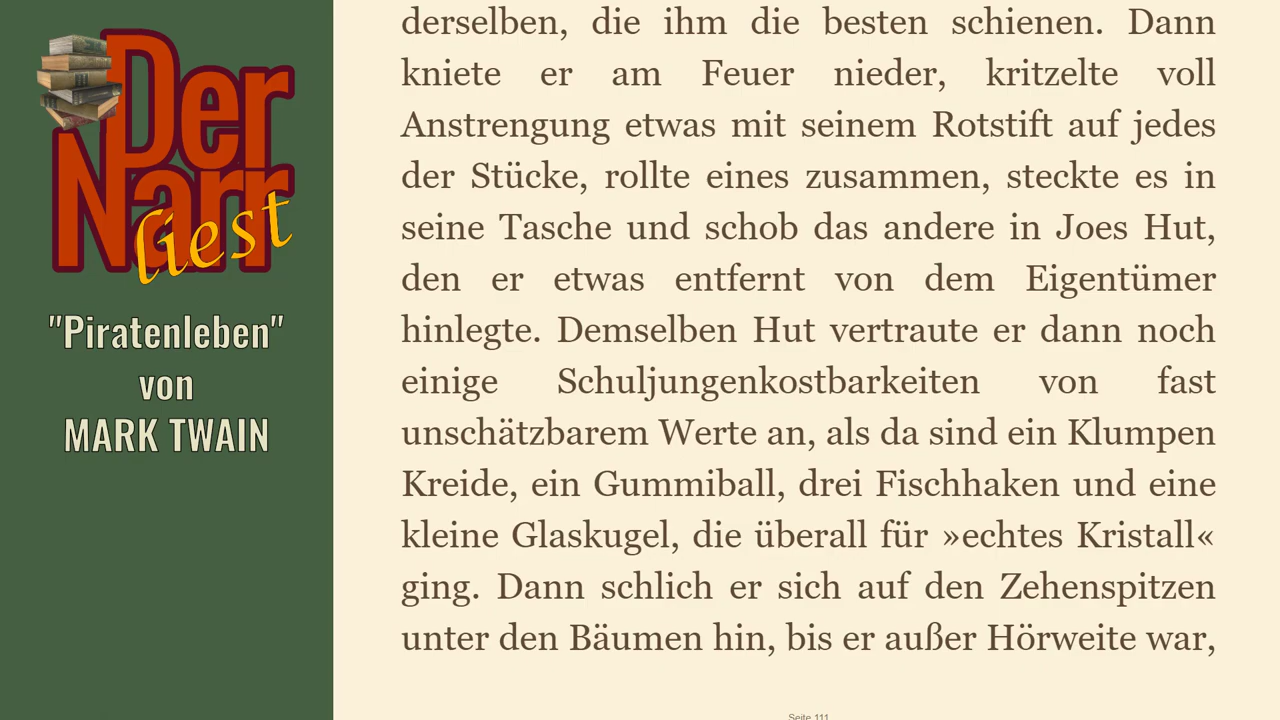 Der
Narr
liest
"Piratenleben"
von
MARK TWAIN
derselben, die ihm die besten schienen. Dann
kniete er am Feuer nieder, kritzelte voll
Anstrengung etwas mit seinem Rotstift auf jedes
der Stücke, rollte eines zusammen, steckte es in
seine Tasche und schob das andere in Joes Hut,
den er etwas entfernt von dem Eigentümer
hinlegte. Demselben Hut vertraute er dann noch
einige Schuljungenkostbarkeiten von fast
unschätzbarem Werte an, als da sind ein Klumpen
Kreide, ein Gummiball, drei Fischhaken und eine
kleine Glaskugel, die überall für »echtes Kristall«
ging. Dann schlich er sich auf den Zehenspitzen
unter den Bäumen hin, bis er außer Hörweite war,
Seite 111